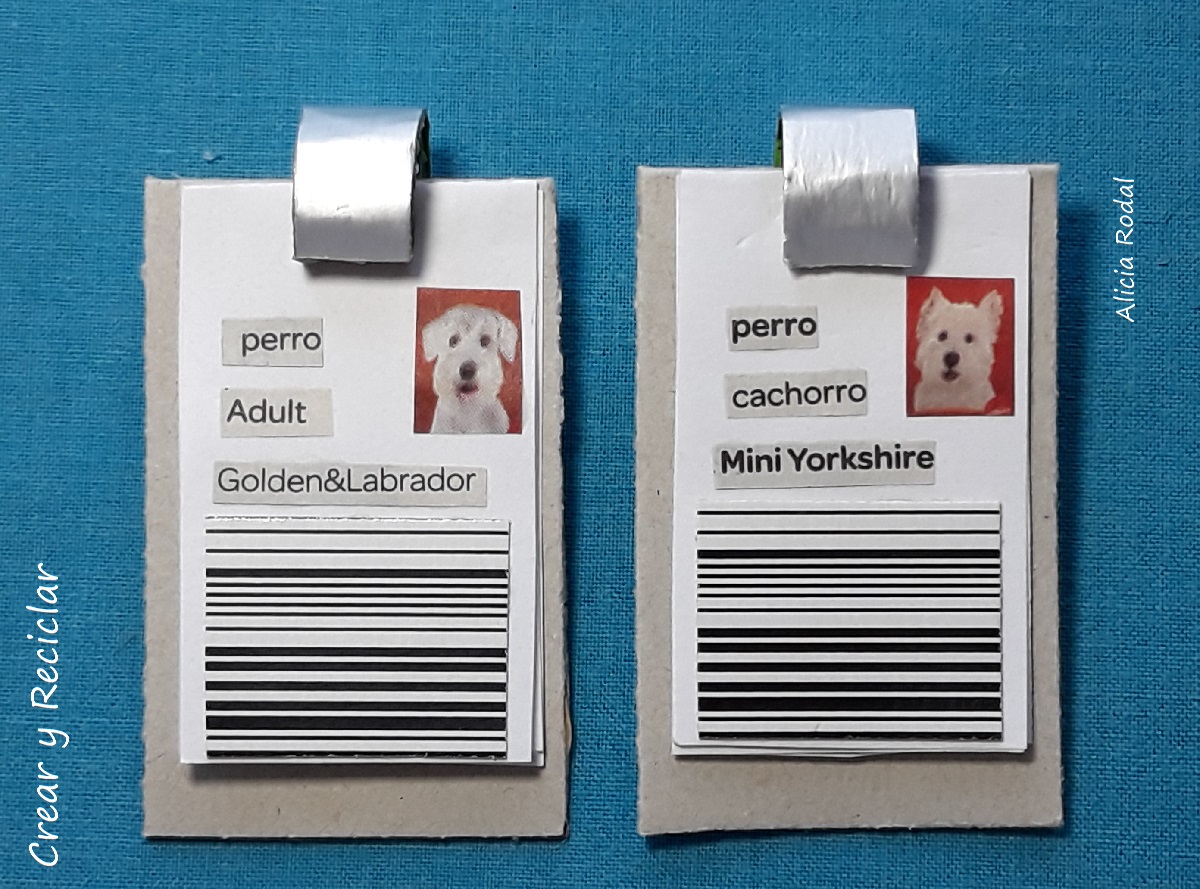 perro
Adult
Golden&Labrador
perro
cachorro
Mini Yorkshire
Crear y Reciclar
Alicia Rodal